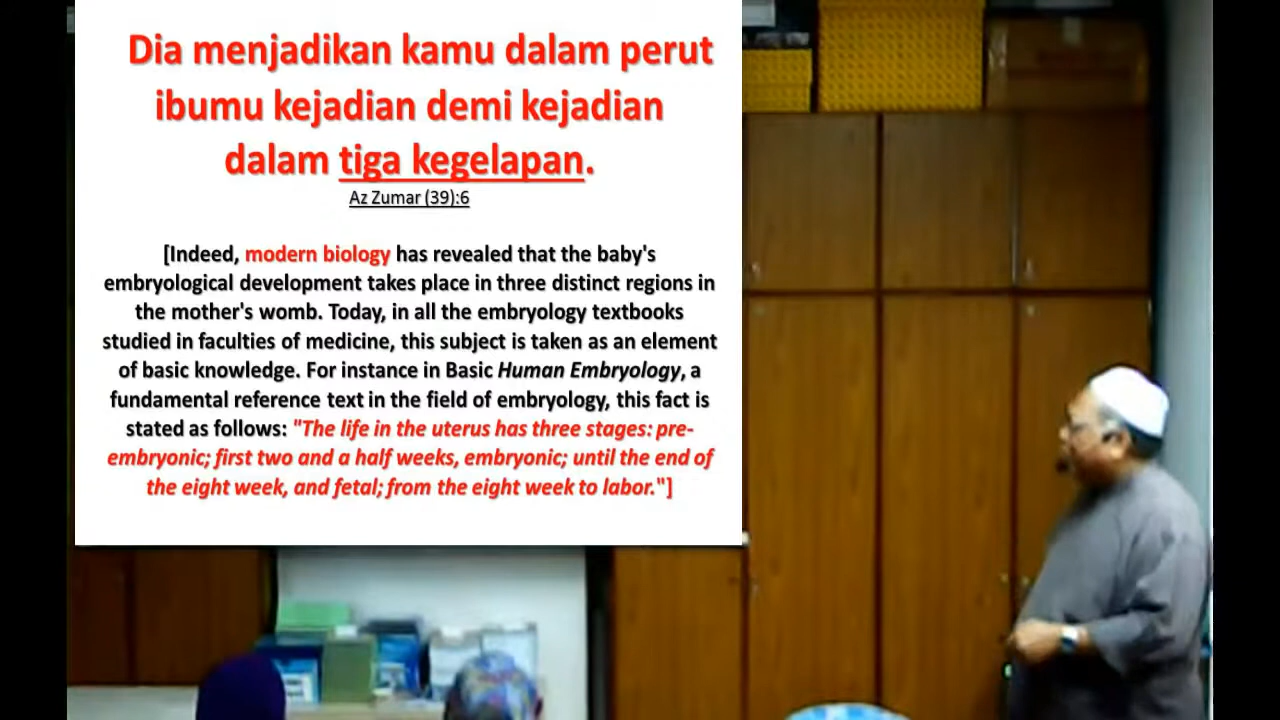 Dia menjadikan kamu dalam perut
ibumu kejadian demi kejadian
dalam tiga kegelapan.
Az Zumar (39):6
[Indeed, modern biology has revealed that the baby's
embryological development takes place in three distinct regions in
the mother's womb. Today, in all the embryology textbooks
studied in faculties of medicine, this subject is taken as an element
of basic knowledge. For instance in Basic Human Embryology, a
fundamental reference text in the field of embryology, this fact is
stated as follows: "The life in the uterus has three stages: pre-
embryonic; first two and a half weeks, embryonic; until the end of
the eight week, and fetal; from the eight week to labor."]